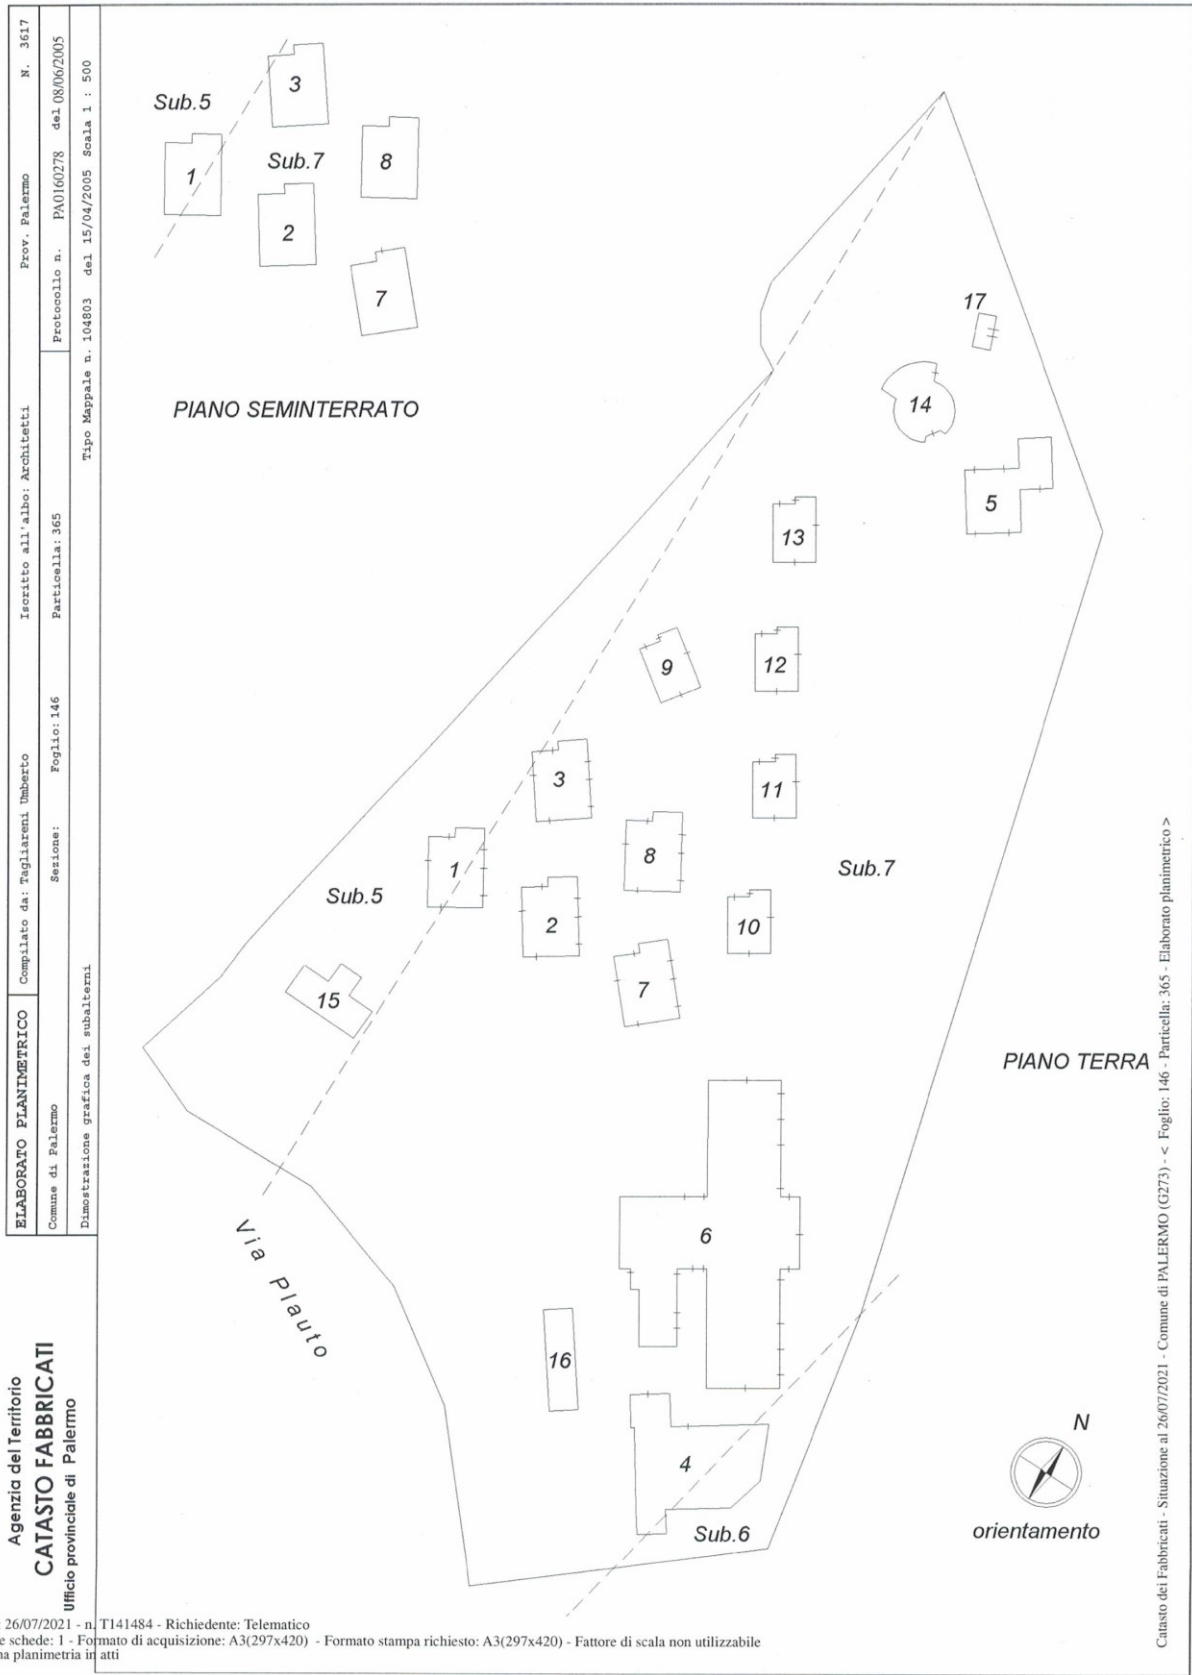 Agenzia del Territorio
CATASTO FABBRICATI
Ufficio provinciale di Palermo
ELABORATO PLANIMETRICO
Compilato da: Tagliareni Umberto
Iscritto all'albo: Architetti
Prov. Palermo
N. 3617
Comune di Palermo
Sezione:
Foglio: 146
Particella: 365
Protocollo n. PA0160278 del 08/06/2005
Dimostrazione grafica dei subalterni
Tipo Mappale n. 104803 del 15/04/2005 Scala 1 : 500
3
Sub.5
8
Sub.7
1
2
7
PIANO SEMINTERRATO
17
14
5
13
9
12
3
11
8
1
Sub.7
Sub.5
2
10
7
15
PIANO TERRA
6
Via Plauto
16
4
N
Sub.6
orientamento
Catasto dei Fabbricati - Situazione al 26/07/2021 - Comune di PALERMO (G273) - < Foglio: 146 - Particella: 365 - Elaborato planimetrico >
26/07/2021 - n. T141484 - Richiedente: Telematico
e schede: 1 - Formato di acquisizione: A3(297x420) - Formato stampa richiesto: A3(297x420) - Fattore di scala non utilizzabile
na planimetria in atti